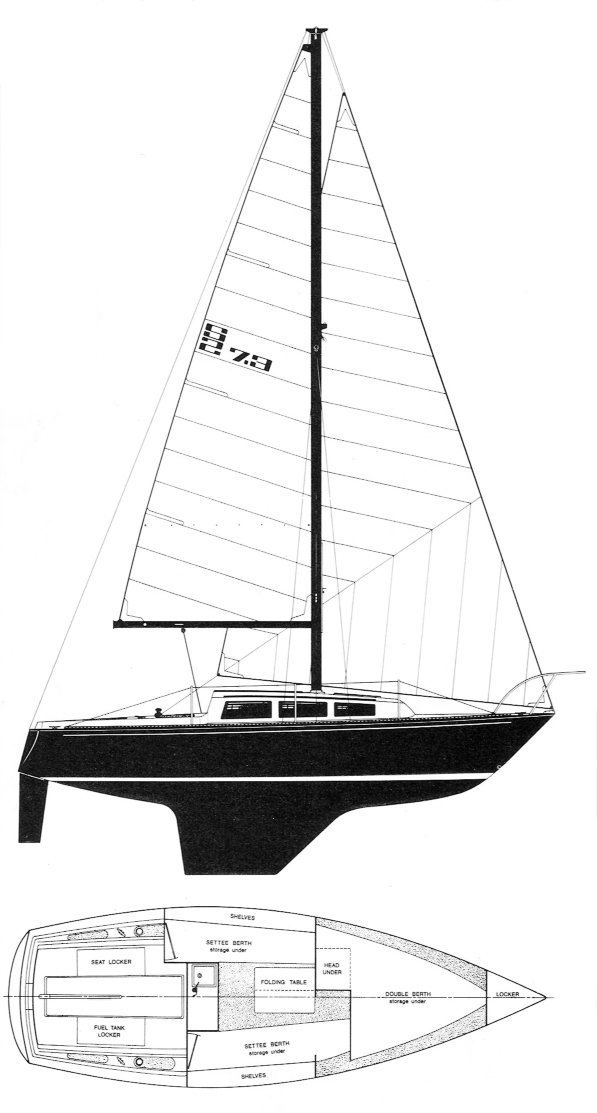 S2 7.3
SHELVES
SETTEE BERTH
storage under
SEAT LOCKER
HEAD
UNDER
FOLDING TABLE
DOUBLE BERTH
storage under
LOCKER
FUEL TANK
LOCKER
SETTEE BERTH
storage under
SHELVES